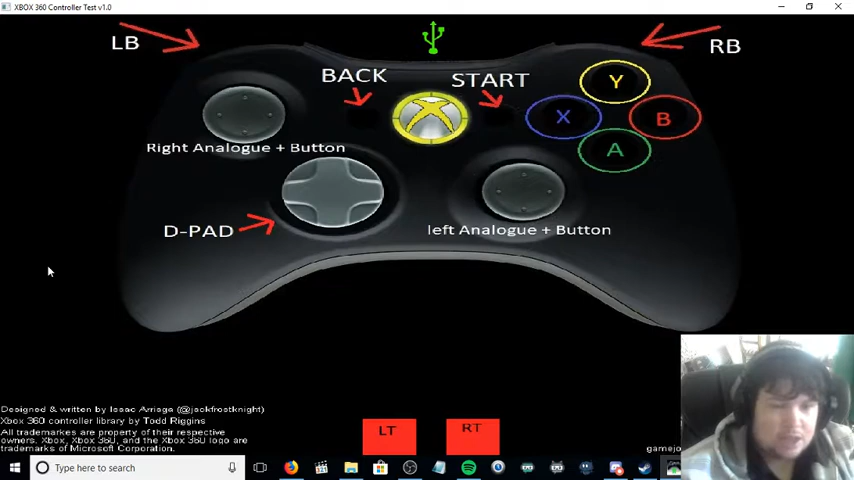 XBOX 360 Controller Test v1.0
LB
RB
BACK
START
Y
X
B
A
Right Analogue + Button
D-PAD
left Analogue + Button
Designed & written by Isaac Arriaga (@jackfrostknight)
Xbox 360 controller library by Todd Riggins
All trademarks are property of their respective
owners. Xbox, Xbox 360, and the Xbox logo are
trademarks of Microsoft Corporation.
LT
RT
gamejo
Type here to search